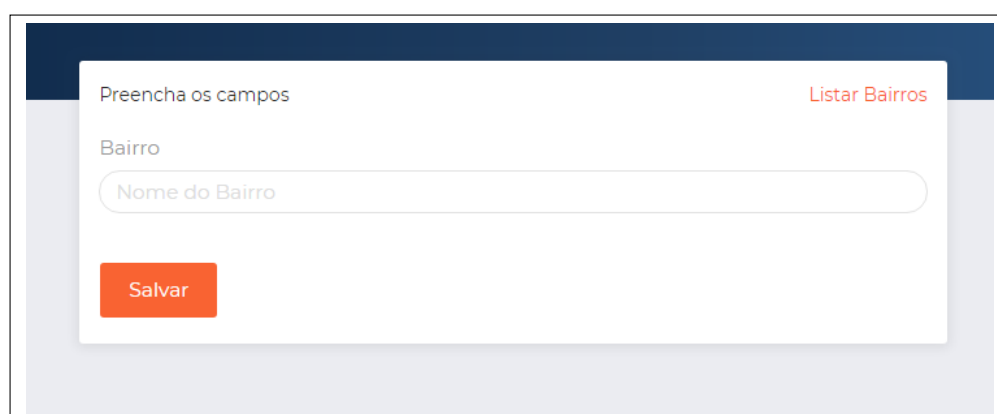 Preencha os campos
Listar Bairros
Bairro
Nome do Bairro
Salvar